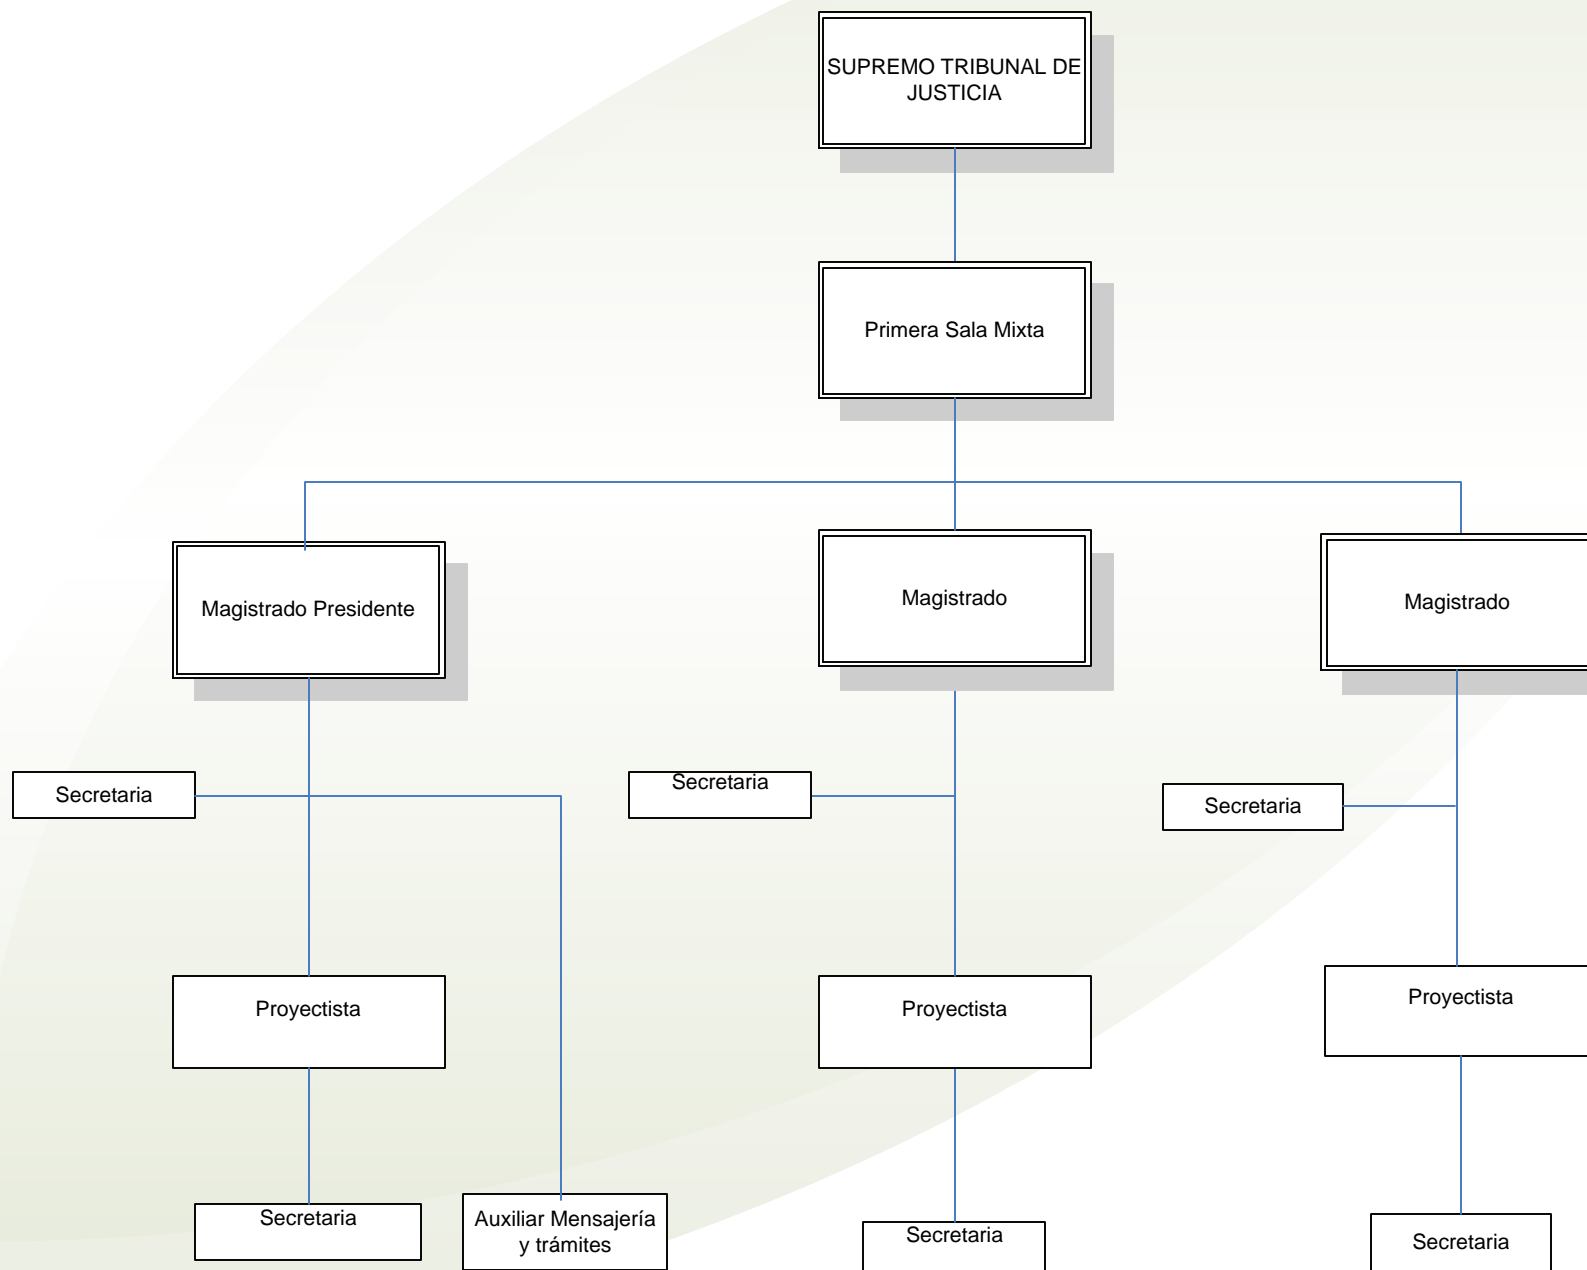 SUPREMO TRIBUNAL DE
JUSTICIA
Primera Sala Mixta
Magistrado Presidente
Magistrado
Magistrado
Secretaria
Secretaria
Secretaria
Proyectista
Proyectista
Proyectista
Secretaria
Auxiliar Mensajería
y trámites
Secretaria
Secretaria